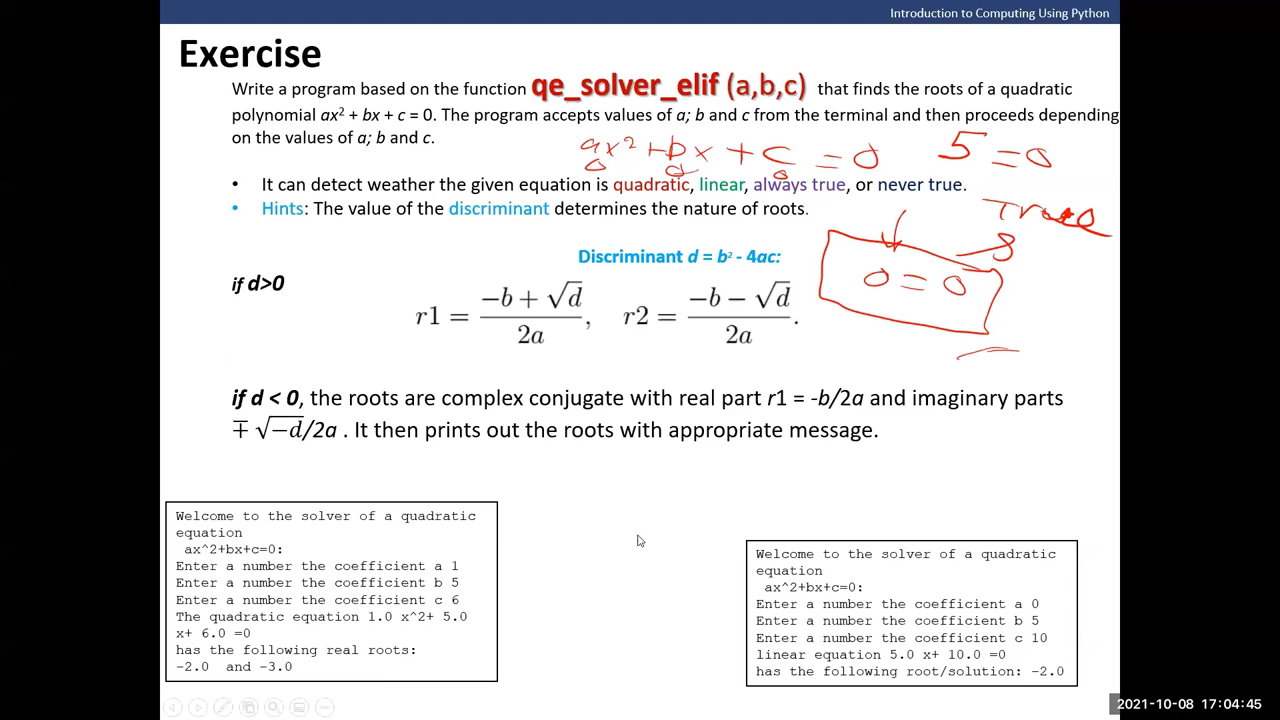 Introduction to Computing Using Python
Exercise
Write a program based on the function qe_solver_elif (a,b,c) that finds the roots of a quadratic
polynomial ax² + bx + c = 0. The program accepts values of a; b and c from the terminal and then proceeds depending
on the values of a; b and c.
ax² + bx + c = 0
0 0 0
5 = 0
• It can detect weather the given equation is quadratic, linear, always true, or never true.
• Hints: The value of the discriminant determines the nature of roots.
True
Discriminant d = b² - 4ac:
0 = 0
if d>0
r1 = (-b + √d)/2a, r2 = (-b - √d)/2a.
if d < 0, the roots are complex conjugate with real part r1 = -b/2a and imaginary parts
∓ √-d/2a . It then prints out the roots with appropriate message.
Welcome to the solver of a quadratic
equation
ax^2+bx+c=0:
Enter a number the coefficient a 1
Enter a number the coefficient b 5
Enter a number the coefficient c 6
The quadratic equation 1.0 x^2+ 5.0
x+ 6.0 =0
has the following real roots:
-2.0 and -3.0
Welcome to the solver of a quadratic
equation
ax^2+bx+c=0:
Enter a number the coefficient a 0
Enter a number the coefficient b 5
Enter a number the coefficient c 10
linear equation 5.0 x+ 10.0 =0
has the following root/solution: -2.0
2021-10-08 17:04:45